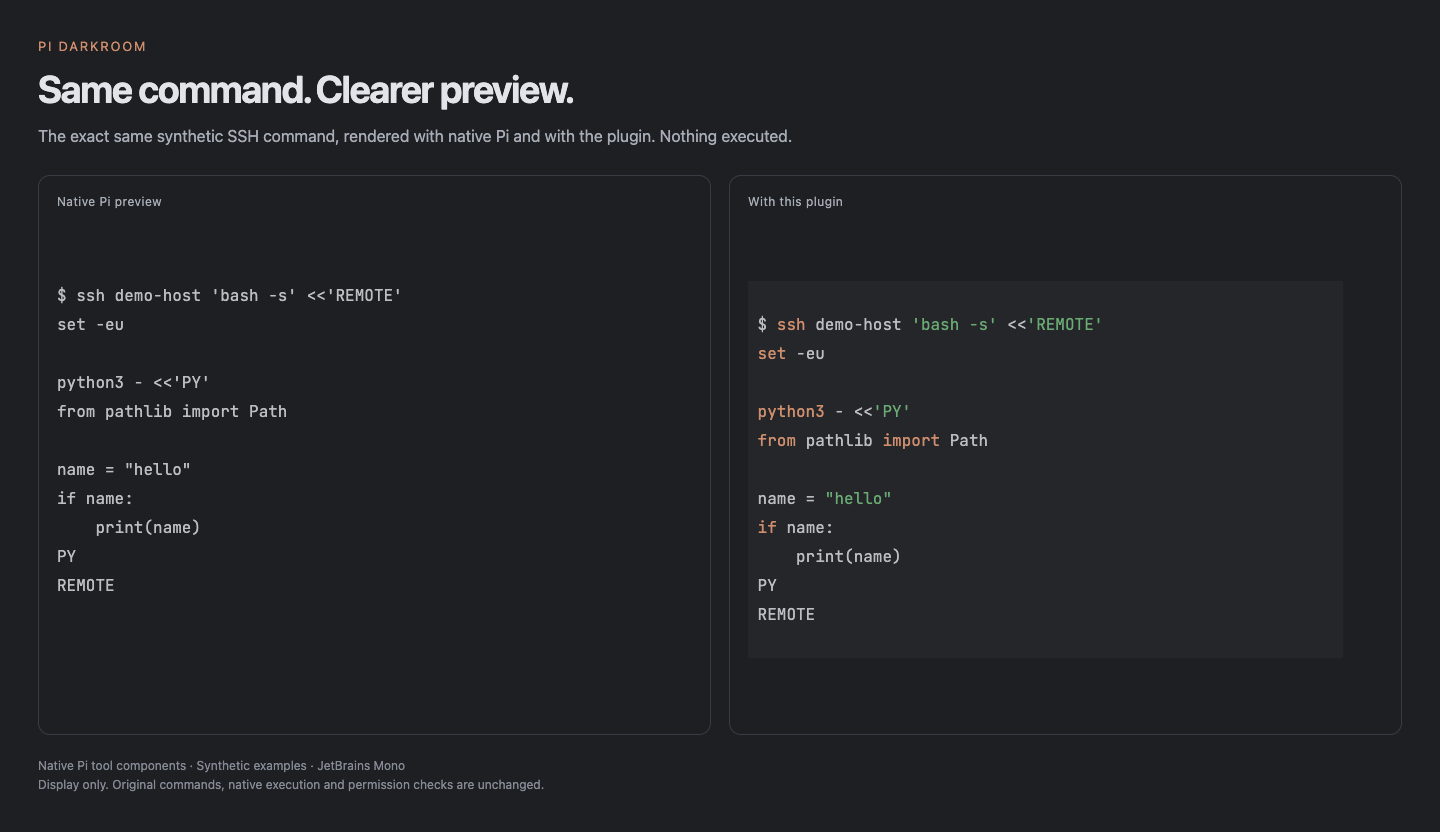 PI DARKROOM
Same command. Clearer preview.
The exact same synthetic SSH command, rendered with native Pi and with the plugin. Nothing executed.
Native Pi preview
$ ssh demo-host 'bash -s' <<'REMOTE'
set -eu
python3 - <<'PY'
from pathlib import Path
name = "hello"
if name:
    print(name)
PY
REMOTE
With this plugin
$ ssh demo-host 'bash -s' <<'REMOTE'
set -eu
python3 - <<'PY'
from pathlib import Path
name = "hello"
if name:
    print(name)
PY
REMOTE
Native Pi tool components · Synthetic examples · JetBrains Mono
Display only. Original commands, native execution and permission checks are unchanged.